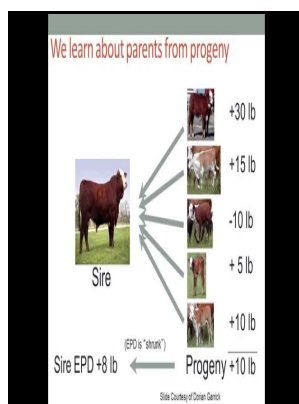 We learn about parents from progeny
+30 lb
+15 lb
-10 lb
+ 5 lb
+10 lb
Sire
(EPD is "shrunk")
Sire EPD +8 lb
Progeny +10 lb
Slide Courtesy of Dorian Garrick